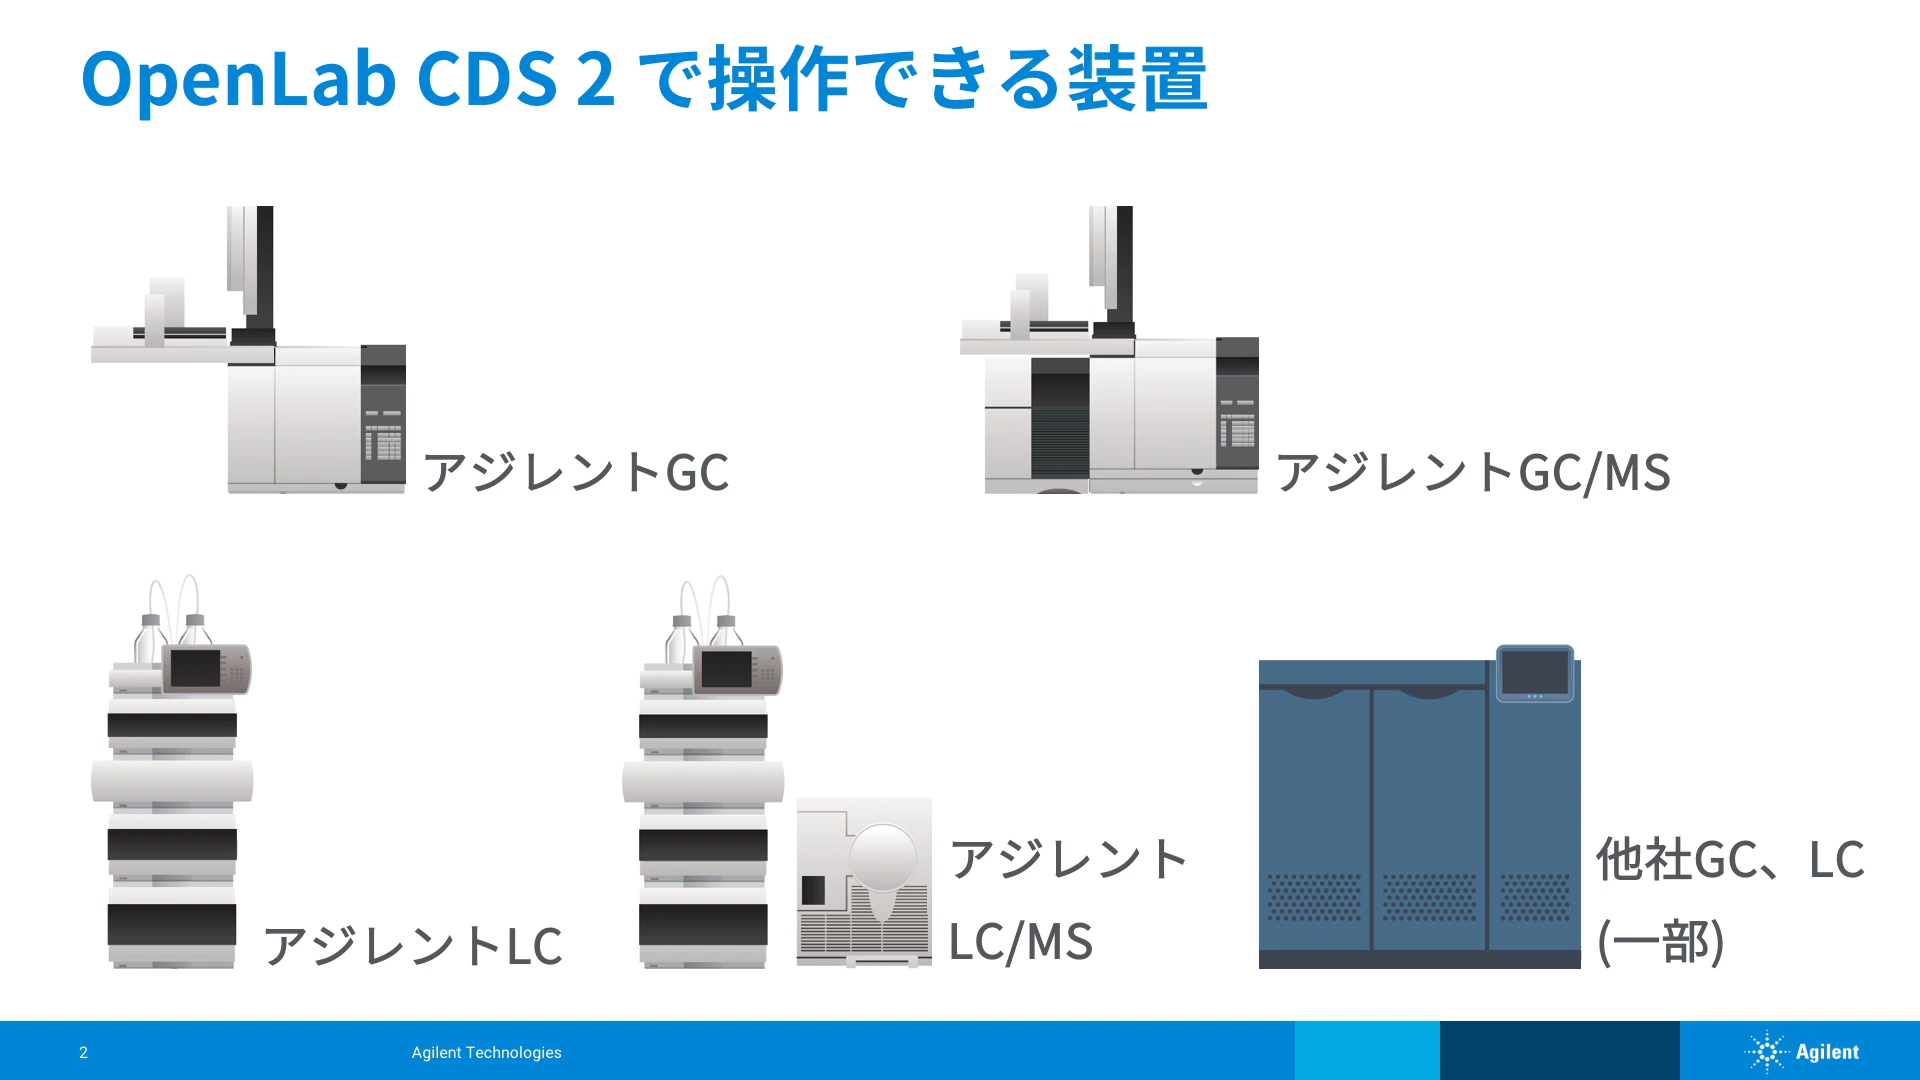 OpenLab CDS 2 で操作できる装置
アジレントGC
アジレントGC/MS
アジレントLC
アジレント
LC/MS
他社GC、LC
(一部)
2
Agilent Technologies
Agilent